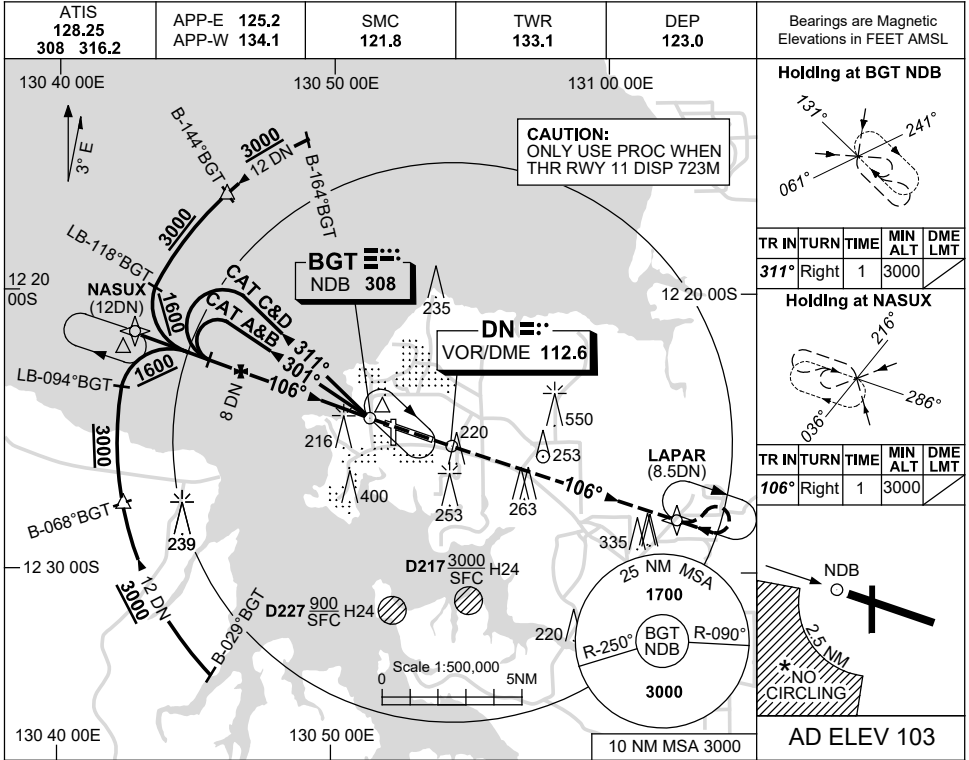 ATIS
128.25
308 316.2
APP-E 125.2
APP-W 134.1
SMC
121.8
TWR
133.1
DEP
123.0
Bearings are Magnetic
Elevations in FEET AMSL
130 40 00E
130 50 00E
131 00 00E
3° E
CAUTION:
ONLY USE PROC WHEN
THR RWY 11 DISP 723M
B-144°BGT
3000
12 DN
B-164°BGT
3000
LB-118°BGT
12 20
00S
NASUX
(12DN)
1600
CAT C&D
CAT A&B
311°
301°
106°
BGT
NDB 308
235
12 20 00S
DN
VOR/DME 112.6
1600
LB-094°BGT
8 DN
216
220
550
253
LAPAR
(8.5DN)
3000
400
253
263
106°
335
B-068°BGT
239
12 30 00S
12 DN
3000
B-029°BGT
D217 3000 H24
SFC
D227 900 H24
SFC
220
25 NM MSA
1700
R-250°
BGT
NDB
R-090°
3000
Scale 1:500,000
0 5NM
130 40 00E
130 50 00E
10 NM MSA 3000
Holding at BGT NDB
131°
241°
061°
TR IN TURN TIME MIN ALT DME LMT
311° Right 1 3000
Holding at NASUX
216°
286°
036°
TR IN TURN TIME MIN ALT DME LMT
106° Right 1 3000
NDB
2.5 NM
*NO
CIRCLING
AD ELEV 103